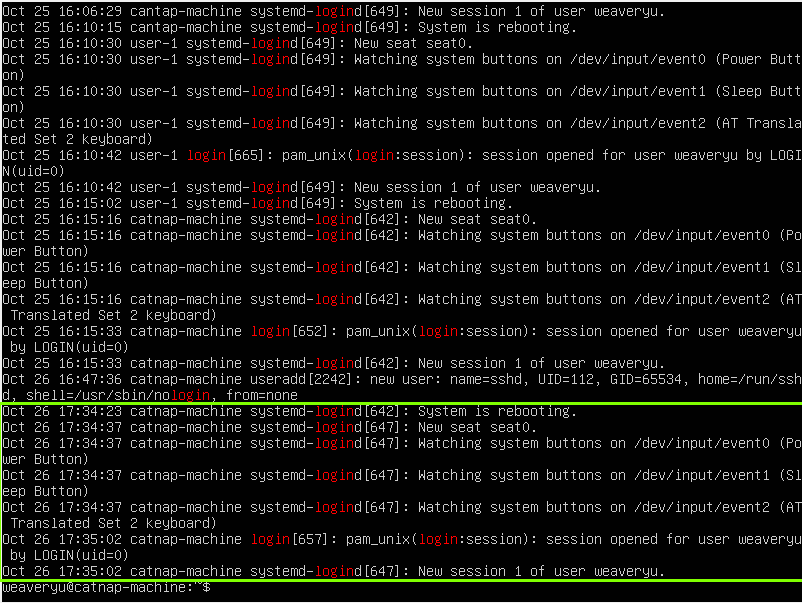 Oct 25 16:06:29 cantap-machine systemd-logind[649]: New session 1 of user weaveryu.
Oct 25 16:10:15 cantap-machine systemd-logind[649]: System is rebooting.
Oct 25 16:10:30 user-1 systemd-logind[649]: New seat seat0.
Oct 25 16:10:30 user-1 systemd-logind[649]: Watching system buttons on /dev/input/event0 (Power Butt
on)
Oct 25 16:10:30 user-1 systemd-logind[649]: Watching system buttons on /dev/input/event1 (Sleep Butt
on)
Oct 25 16:10:30 user-1 systemd-logind[649]: Watching system buttons on /dev/input/event2 (AT Transla
ted Set 2 keyboard)
Oct 25 16:10:42 user-1 login[665]: pam_unix(login:session): session opened for user weaveryu by LOGI
N(uid=0)
Oct 25 16:10:42 user-1 systemd-logind[649]: New session 1 of user weaveryu.
Oct 25 16:15:02 user-1 systemd-logind[649]: System is rebooting.
Oct 25 16:15:16 catnap-machine systemd-logind[642]: New seat seat0.
Oct 25 16:15:16 catnap-machine systemd-logind[642]: Watching system buttons on /dev/input/event0 (Po
wer Button)
Oct 25 16:15:16 catnap-machine systemd-logind[642]: Watching system buttons on /dev/input/event1 (Sl
eep Button)
Oct 25 16:15:16 catnap-machine systemd-logind[642]: Watching system buttons on /dev/input/event2 (AT
 Translated Set 2 keyboard)
Oct 25 16:15:33 catnap-machine login[652]: pam_unix(login:session): session opened for user weaveryu
 by LOGIN(uid=0)
Oct 25 16:15:33 catnap-machine systemd-logind[642]: New session 1 of user weaveryu.
Oct 25 16:47:36 catnap-machine useradd[2242]: new user: name=sshd, UID=112, GID=65534, home=/run/ssh
d, shell=/usr/sbin/nologin, from=none
Oct 26 17:34:23 catnap-machine systemd-logind[642]: System is rebooting.
Oct 26 17:34:37 catnap-machine systemd-logind[647]: New seat seat0.
Oct 26 17:34:37 catnap-machine systemd-logind[647]: Watching system buttons on /dev/input/event0 (Po
wer Button)
Oct 26 17:34:37 catnap-machine systemd-logind[647]: Watching system buttons on /dev/input/event1 (Sl
eep Button)
Oct 26 17:34:37 catnap-machine systemd-logind[647]: Watching system buttons on /dev/input/event2 (AT
 Translated Set 2 keyboard)
Oct 26 17:35:02 catnap-machine login[657]: pam_unix(login:session): session opened for user weaveryu
 by LOGIN(uid=0)
Oct 26 17:35:02 catnap-machine systemd-logind[647]: New session 1 of user weaveryu.
weaveryu@catnap-machine:~$